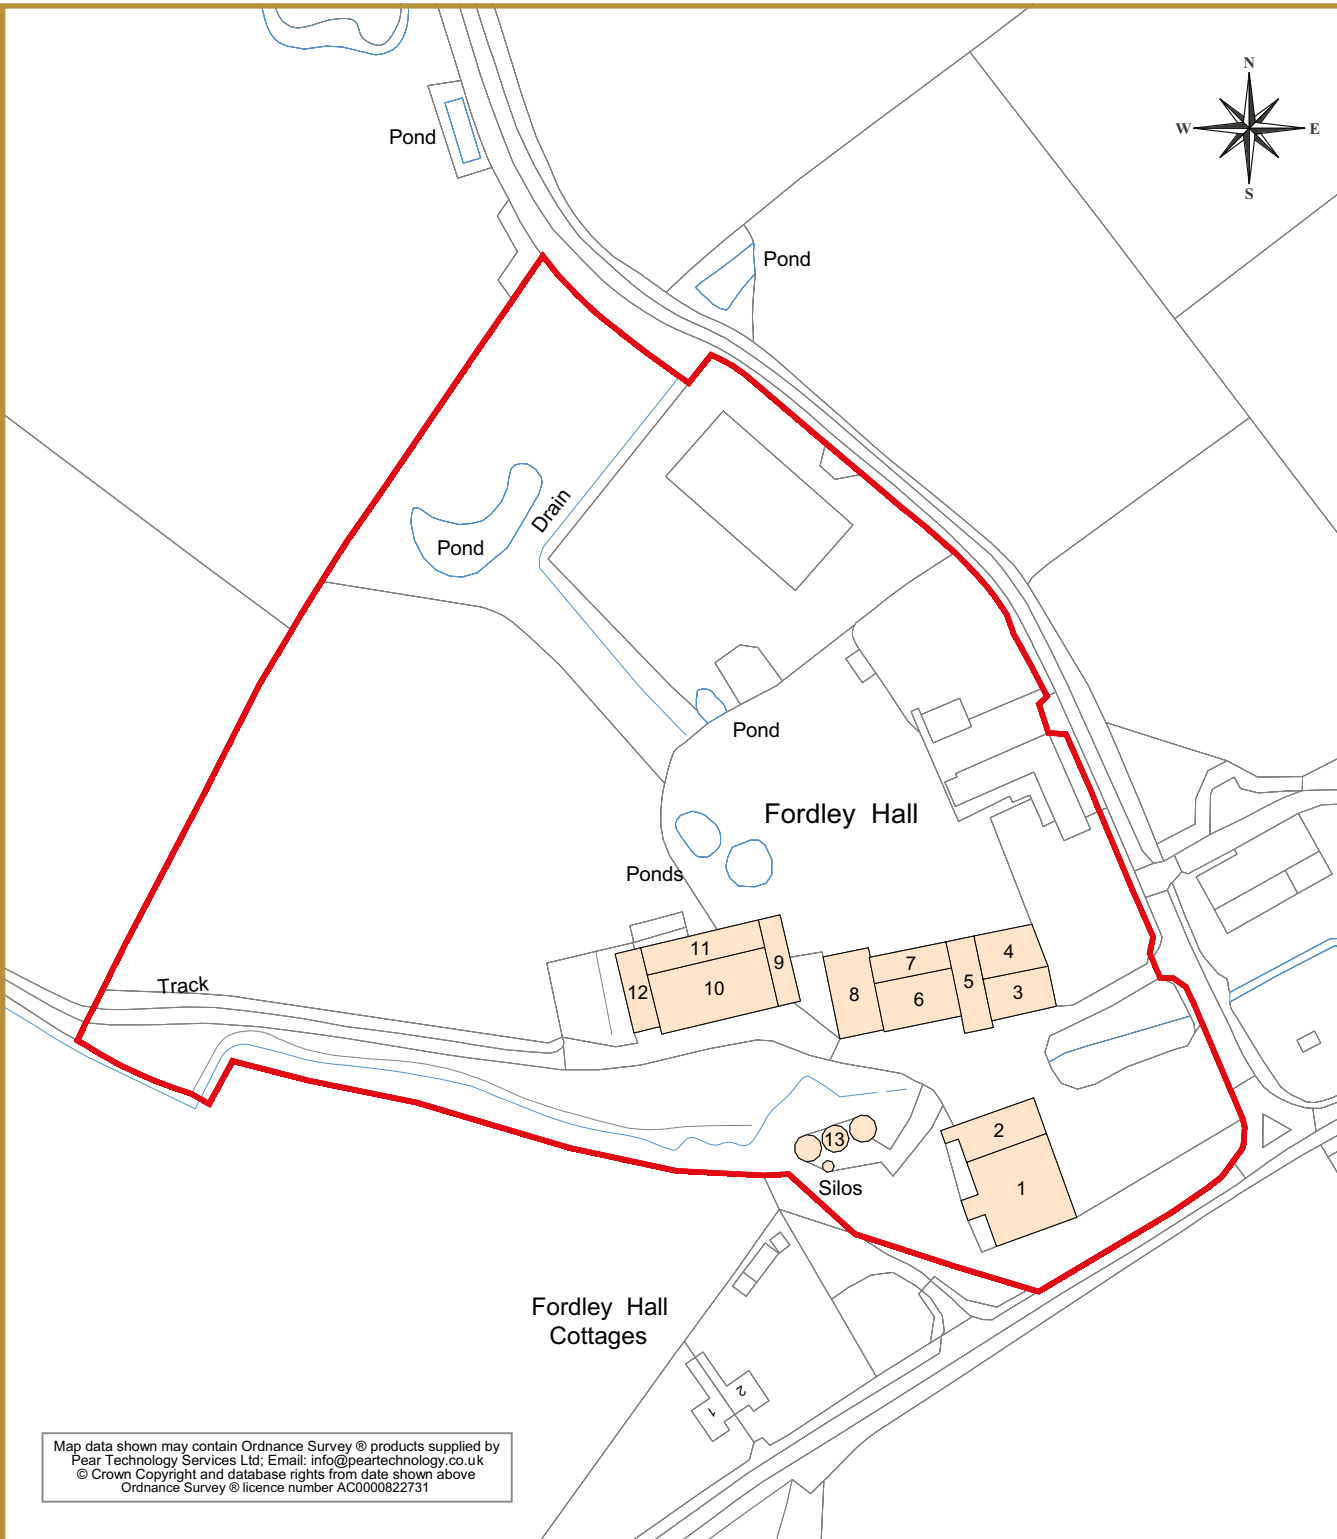 N
W E
S
Pond
Pond
Drain
Pond
Pond
Fordley Hall
Ponds
11
4
9
7
5
10
12
8
6
3
Track
2
13
1
Silos
Fordley Hall
Cottages
2
1
Map data shown may contain Ordnance Survey ® products supplied by
Pear Technology Services Ltd; Email: info@peartechnology.co.uk
© Crown Copyright and database rights from date shown above
Ordnance Survey ® licence number AC0000822731